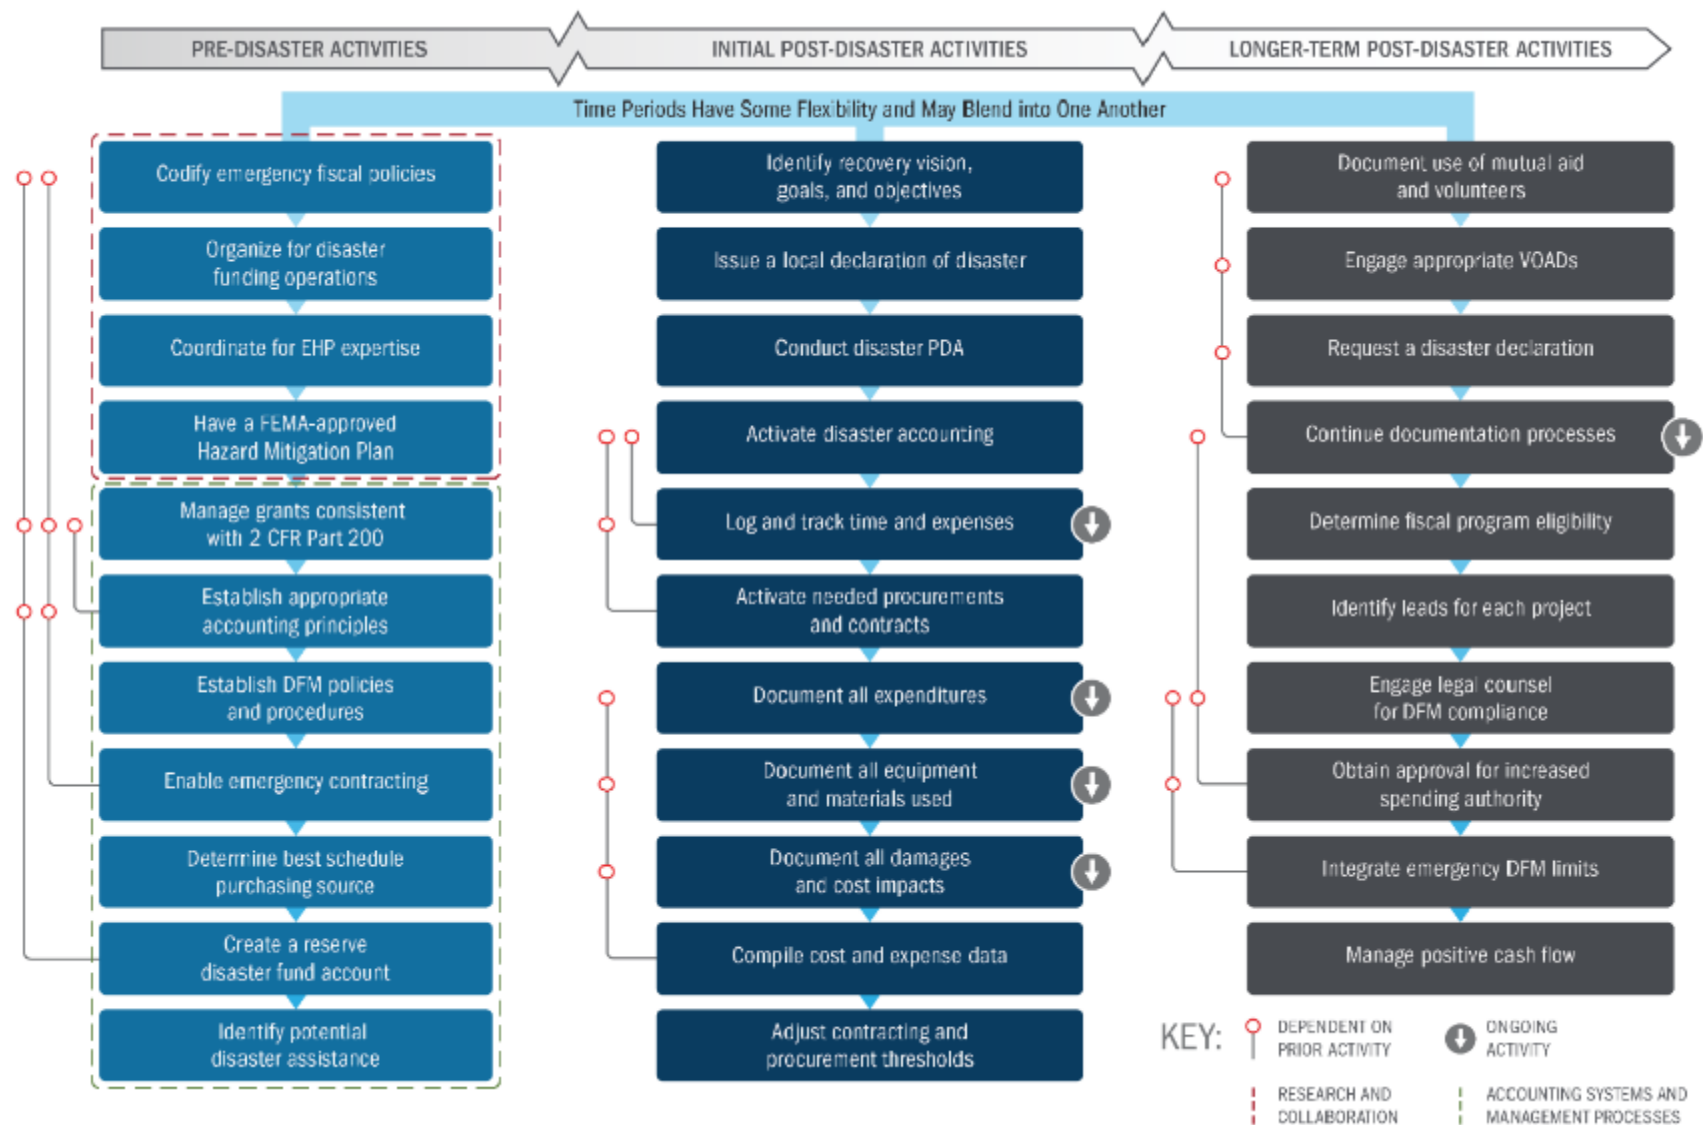 PRE-DISASTER ACTIVITIES
INITIAL POST-DISASTER ACTIVITIES
LONGER-TERM POST-DISASTER ACTIVITIES
Time Periods Have Some Flexibility and May Blend into One Another
Codify emergency fiscal policies
Organize for disaster
funding operations
Coordinate for EHP expertise
Have a FEMA-approved
Hazard Mitigation Plan
Manage grants consistent
with 2 CFR Part 200
Establish appropriate
accounting principles
Establish DFM policies
and procedures
Enable emergency contracting
Determine best schedule
purchasing source
Create a reserve
disaster fund account
Identify potential
disaster assistance
Identify recovery vision,
goals, and objectives
Issue a local declaration of disaster
Conduct disaster PDA
Activate disaster accounting
Log and track time and expenses
Activate needed procurements
and contracts
Document all expenditures
Document all equipment
and materials used
Document all damages
and cost impacts
Compile cost and expense data
Adjust contracting and
procurement thresholds
Document use of mutual aid
and volunteers
Engage appropriate VOADs
Request a disaster declaration
Continue documentation processes
Determine fiscal program eligibility
Identify leads for each project
Engage legal counsel
for DFM compliance
Obtain approval for increased
spending authority
Integrate emergency DFM limits
Manage positive cash flow
KEY:
DEPENDENT ON
PRIOR ACTIVITY
ONGOING
ACTIVITY
RESEARCH AND
COLLABORATION
ACCOUNTING SYSTEMS AND
MANAGEMENT PROCESSES